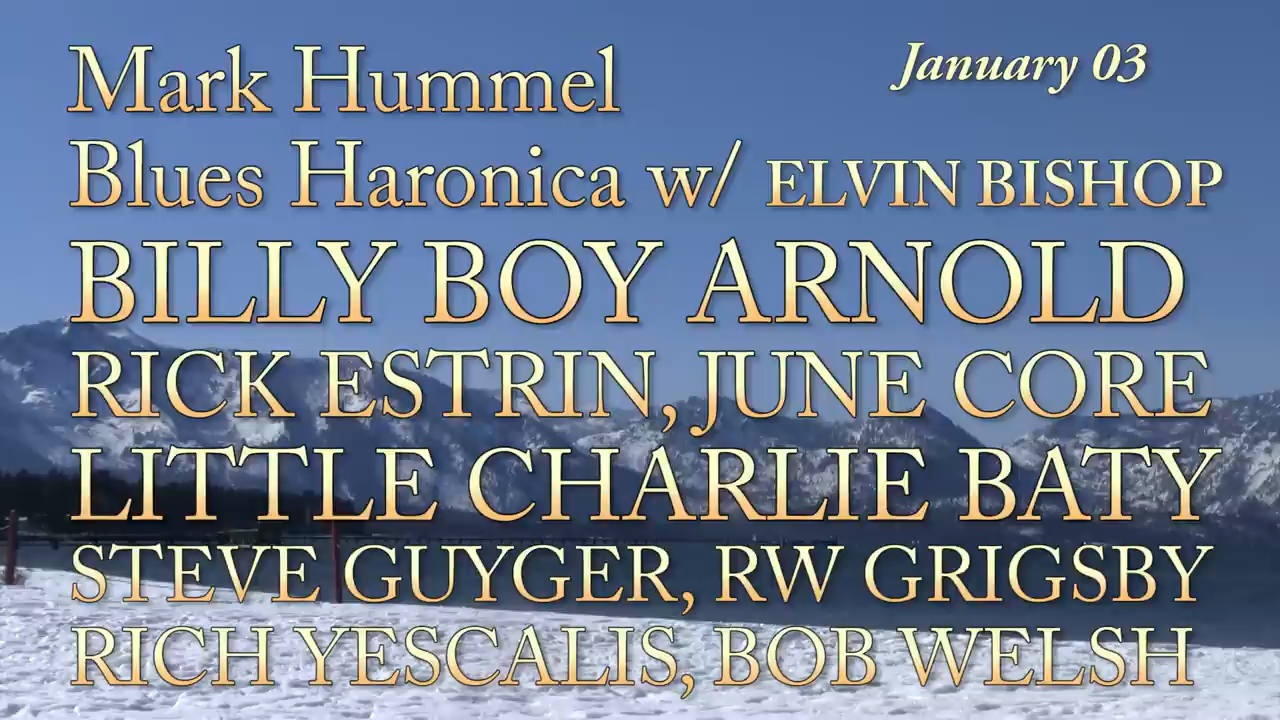 Mark Hummel
January 03
Blues Haronica w/ ELVIN BISHOP
BILLY BOY ARNOLD
RICK ESTRIN, JUNE CORE
LITTLE CHARLIE BATY
STEVE GUYGER, RW GRIGSBY
RICH YESCALIS, BOB WELSH